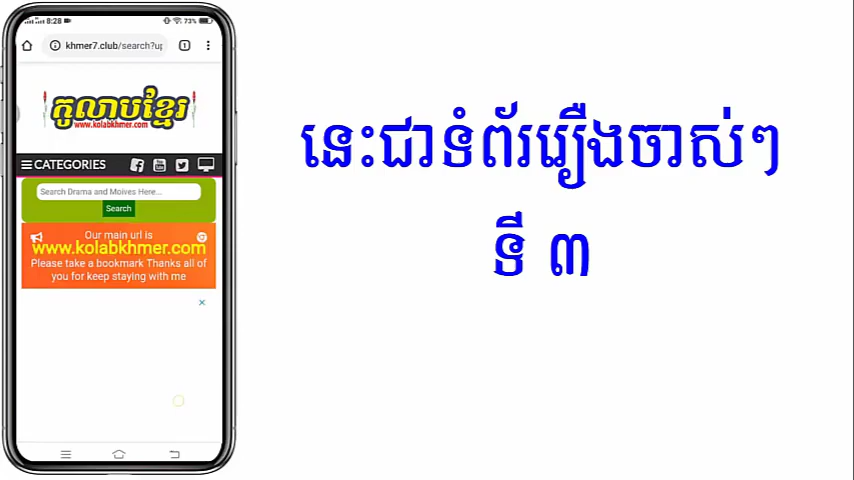 8:28
73%
khmer7.club/search?up
1
កូលាបខ្មែរ
www.kolabkhmer.com
CATEGORIES
Search Drama and Moives Here...
Search
Our main url is
www.kolabkhmer.com
Please take a bookmark Thanks all of
you for keep staying with me
នេះជាទំព័ររឿងចាស់ៗ
ទី ៣